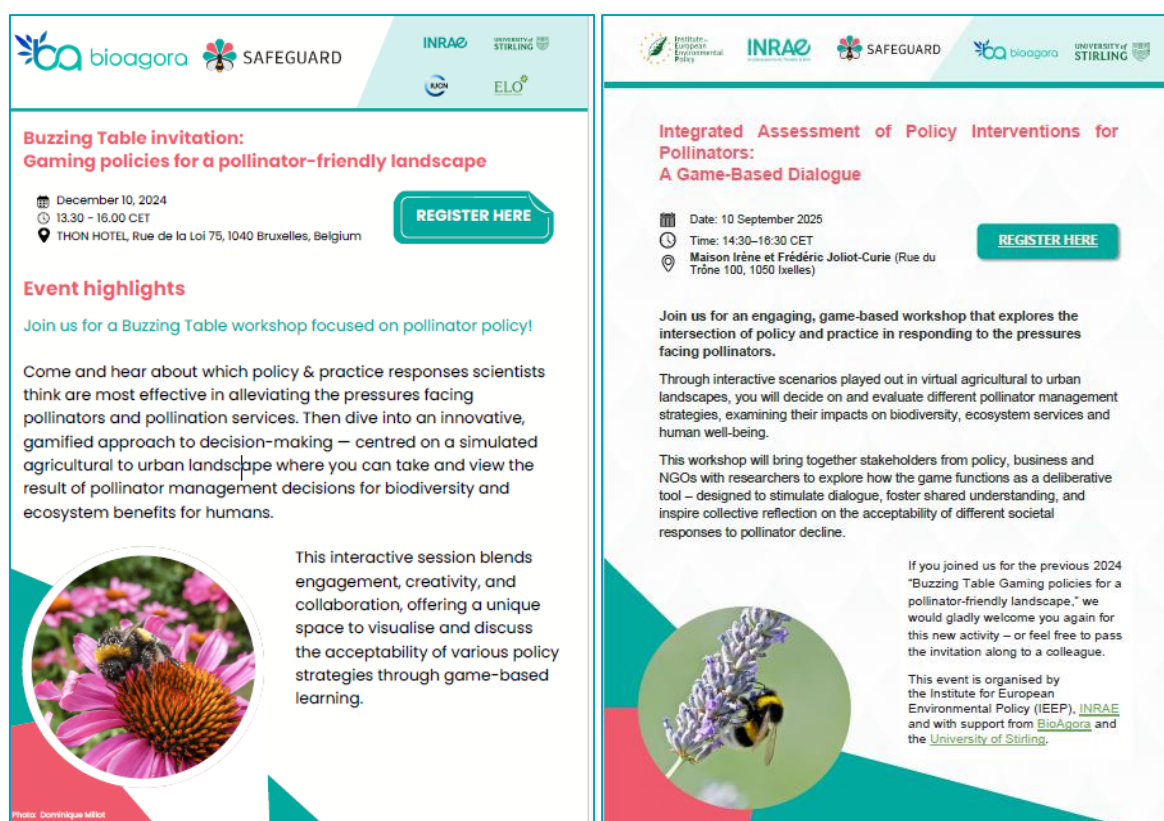 bioagora
SAFEGUARD
INRAE
UNIVERSITY of
STIRLING
IUCN
ELO
Buzzing Table invitation:
Gaming policies for a pollinator-friendly landscape
December 10, 2024
13.30 - 16.00 CET
THON HOTEL, Rue de la Loi 75, 1040 Bruxelles, Belgium
REGISTER HERE
Event highlights
Join us for a Buzzing Table workshop focused on pollinator policy!
Come and hear about which policy & practice responses scientists
think are most effective in alleviating the pressures facing
pollinators and pollination services. Then dive into an innovative,
gamified approach to decision-making — centred on a simulated
agricultural to urban landscape where you can take and view the
result of pollinator management decisions for biodiversity and
ecosystem benefits for humans.
This interactive session blends
engagement, creativity, and
collaboration, offering a unique
space to visualise and discuss
the acceptability of various policy
strategies through game-based
learning.
Photo: Dominique Millot
Institute for
European
Environmental
Policy
INRAE
SAFEGUARD
bioagora
UNIVERSITY of
STIRLING
Integrated Assessment of Policy Interventions for
Pollinators:
A Game-Based Dialogue
Date: 10 September 2025
Time: 14:30–16:30 CET
Maison Irène et Frédéric Joliot-Curie (Rue du
Trône 100, 1050 Ixelles)
REGISTER HERE
Join us for an engaging, game-based workshop that explores the
intersection of policy and practice in responding to the pressures
facing pollinators.
Through interactive scenarios played out in virtual agricultural to urban
landscapes, you will decide on and evaluate different pollinator management
strategies, examining their impacts on biodiversity, ecosystem services and
human well-being.
This workshop will bring together stakeholders from policy, business and
NGOs with researchers to explore how the game functions as a deliberative
tool – designed to stimulate dialogue, foster shared understanding, and
inspire collective reflection on the acceptability of different societal
responses to pollinator decline.
If you joined us for the previous 2024
"Buzzing Table Gaming policies for a
pollinator-friendly landscape," we
would gladly welcome you again for
this new activity – or feel free to pass
the invitation along to a colleague.
This event is organised by
the Institute for European
Environmental Policy (IEEP), INRAE
and with support from BioAgora and
the University of Stirling.